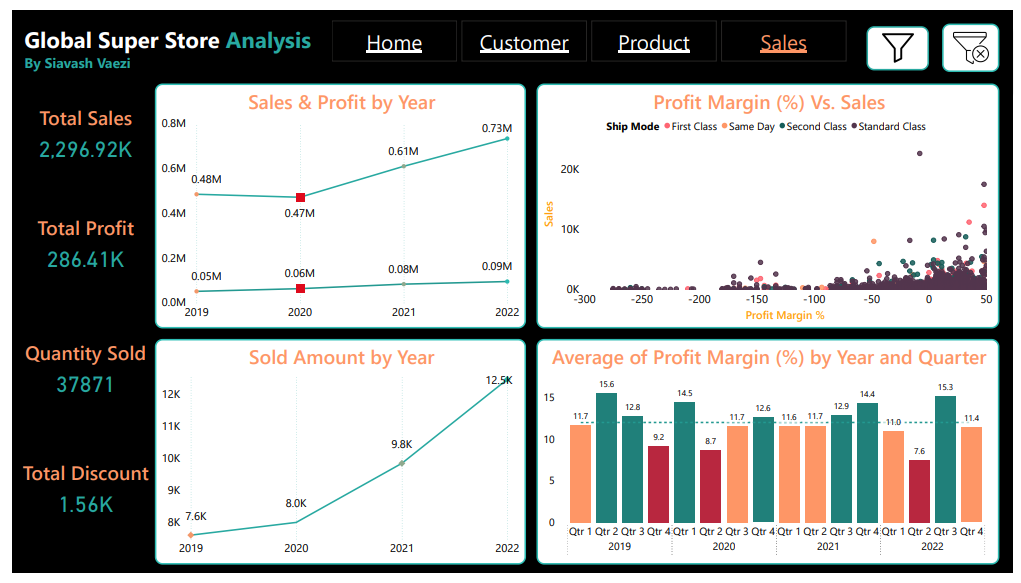 Global Super Store Analysis
By Siavash Vaezi
Home
Customer
Product
Sales
Total Sales
2,296.92K
Total Profit
286.41K
Quantity Sold
37871
Total Discount
1.56K
Sales & Profit by Year
0.8M
0.6M
0.4M
0.2M
0.0M
0.48M
0.47M
0.61M
0.73M
0.05M
0.06M
0.08M
0.09M
2019 2020 2021 2022
Profit Margin (%) Vs. Sales
Ship Mode First Class Same Day Second Class Standard Class
Sales
20K
10K
0K
-300 -250 -200 -150 -100 -50 0 50
Profit Margin %
Sold Amount by Year
12K
11K
10K
9K
8K
7.6K
8.0K
9.8K
12.5K
2019 2020 2021 2022
Average of Profit Margin (%) by Year and Quarter
15
10
5
0
11.7 15.6 12.8 9.2 14.5 8.7 11.7 12.6 11.6 11.7 12.9 14.4 11.0 7.6 15.3 11.4
Qtr 1 Qtr 2 Qtr 3 Qtr 4 Qtr 1 Qtr 2 Qtr 3 Qtr 4 Qtr 1 Qtr 2 Qtr 3 Qtr 4 Qtr 1 Qtr 2 Qtr 3 Qtr 4
2019 2020 2021 2022